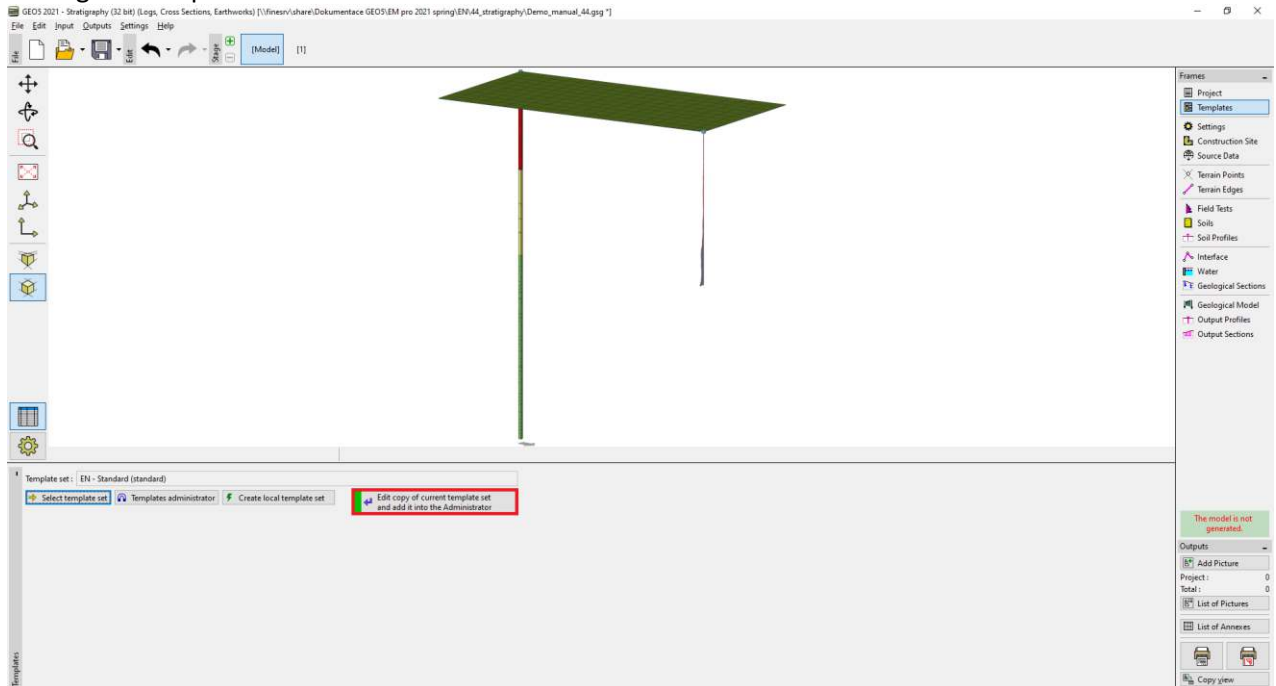 GEO5 2021 - Stratigraphy (32 bit) (Logs, Cross Sections, Earthworks) [\\finesrv\share\Dokumentace GEO5\EM pro 2021 spring\EN\44_stratigraphy\Demo_manual_44.gsg *]
File Edit Input Outputs Settings Help
File
Edit
Stage
[Model]
[1]
Frames
Project
Templates
Settings
Construction Site
Source Data
Terrain Points
Terrain Edges
Field Tests
Soils
Soil Profiles
Interface
Water
Geological Sections
Geological Model
Output Profiles
Output Sections
Template set : EN - Standard (standard)
Select template set
Templates administrator
Create local template set
Edit copy of current template set
and add it into the Administrator
Templates
The model is not
generated.
Outputs
Add Picture
Project : 0
Total : 0
List of Pictures
List of Annexes
Copy view